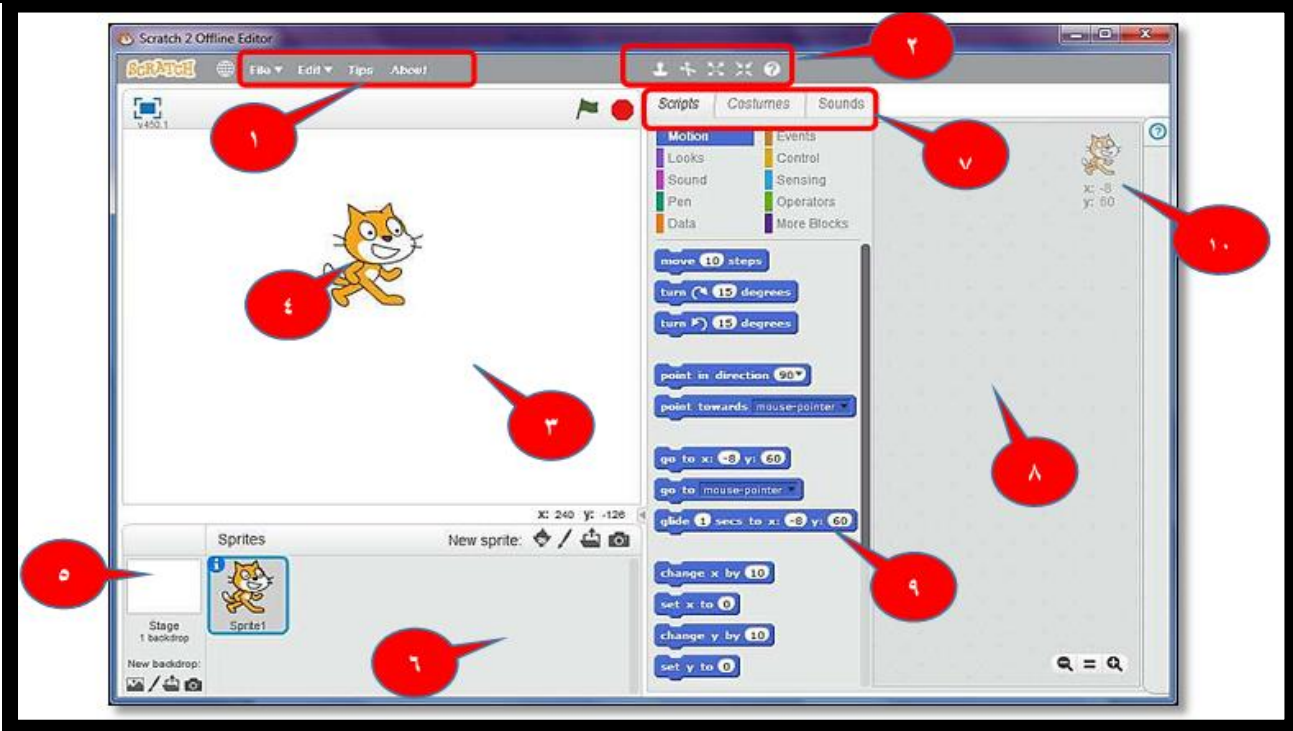 Scratch 2 Offline Editor
SCRATCH File Edit Tips About
٢
١
v450.1
Scripts Costumes Sounds
٧
Motion Events
Looks Control
Sound Sensing
Pen Operators
Data More Blocks
x: -8
y: 60
١٠
move 10 steps
turn 15 degrees
turn 15 degrees
٤
point in direction 90
point towards mouse-pointer
٣
go to x: -8 y: 60
go to mouse-pointer
glide 1 secs to x: -8 y: 60
٨
x: 240 y: -126
Sprites New sprite:
٥
٩
change x by 10
set x to 0
change y by 10
set y to 0
Stage
1 backdrop
Sprite1
٦
New backdrop: